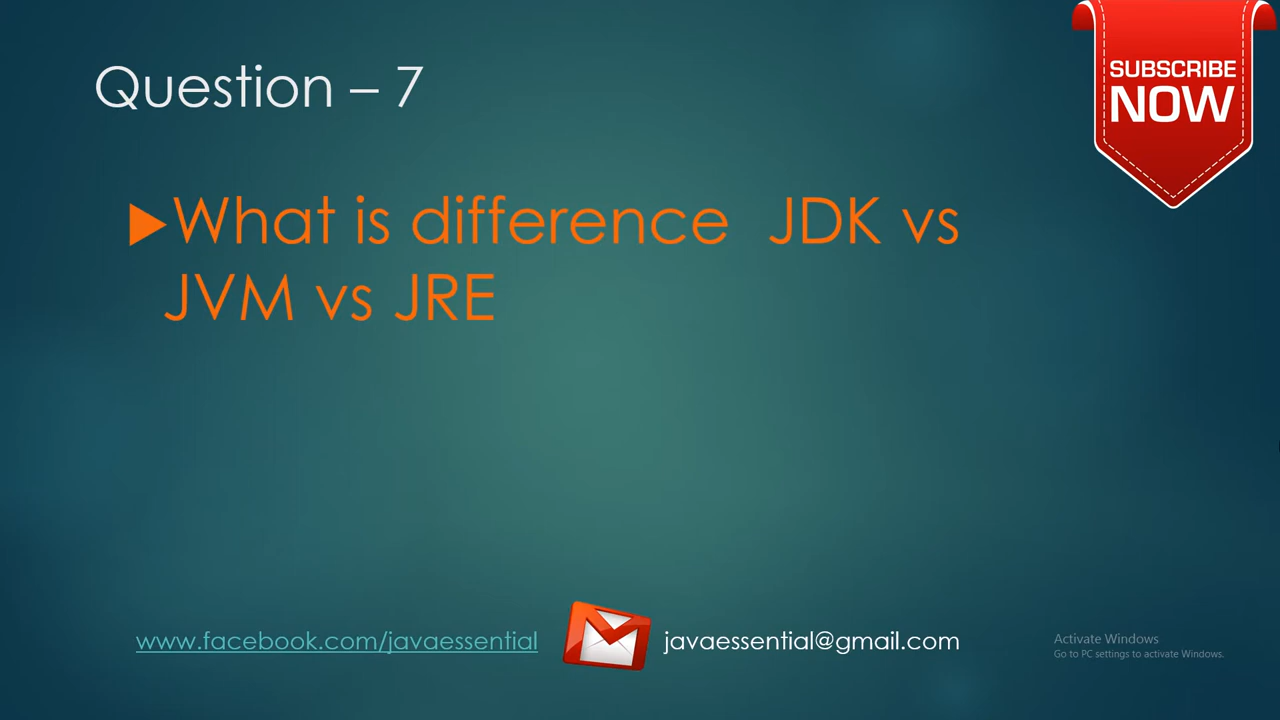 SUBSCRIBE
NOW
Question – 7
What is difference JDK vs
JVM vs JRE
www.facebook.com/javaessential
javaessential@gmail.com
Activate Windows
Go to PC settings to activate Windows.